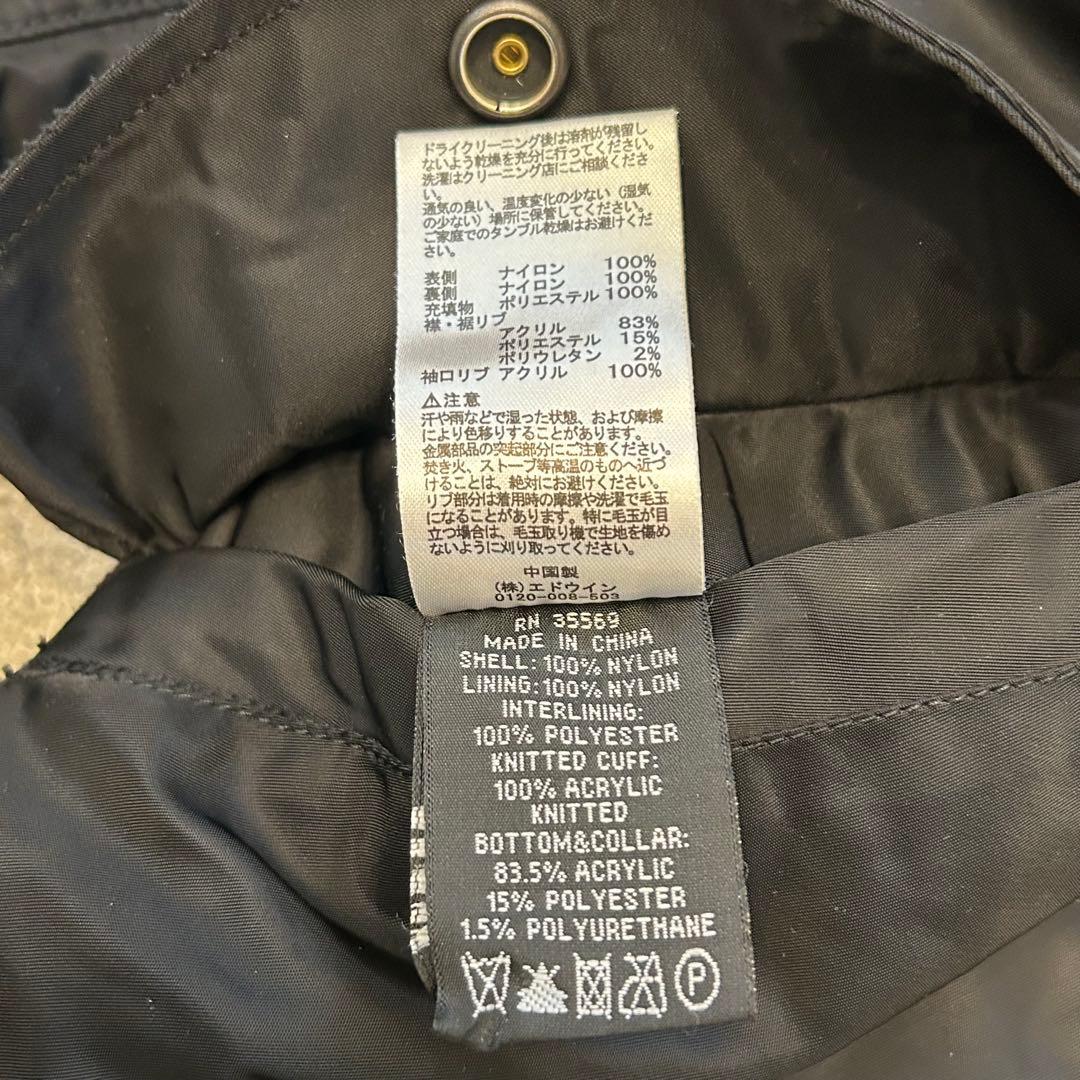 ドライクリーニング後は溶剤が残留し
ないよう乾燥を充分に行ってください。
洗濯はクリーニング店にご相談くださ
い。
通気の良い、温度変化の少ない（湿気
の少ない）場所に保管してください。
ご家庭でのタンブル乾燥はお避けくだ
さい。
表側 ナイロン 100%
裏側 ナイロン 100%
充填物 ポリエステル 100%
襟・裾リブ
アクリル 83%
ポリエステル 15%
ポリウレタン 2%
袖口リブ アクリル 100%
⚠注意
汗や雨などで湿った状態、および摩擦
により色移りすることがあります。
金属部品の突起部分にご注意ください。
焚き火、ストーブ等高温のものへ近づ
けることは、絶対にお避けください。
リブ部分は着用時の摩擦や洗濯で毛玉
になることがあります。特に毛玉が目
立つ場合は、毛玉取り機で生地を傷め
ないように刈り取ってください。
中国製
(株)エドウイン
0120-008-503
RN 35569
MADE IN CHINA
SHELL: 100% NYLON
LINING: 100% NYLON
INTERLINING:
100% POLYESTER
KNITTED CUFF:
100% ACRYLIC
KNITTED
BOTTOM&COLLAR:
83.5% ACRYLIC
15% POLYESTER
1.5% POLYURETHANE
P